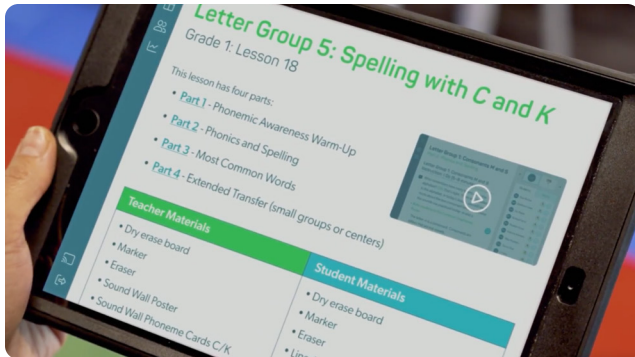 Letter Group 5: Spelling with C and K
Grade 1: Lesson 18
This lesson has four parts:
• Part 1 - Phonemic Awareness Warm-Up
• Part 2 - Phonics and Spelling
• Part 3 - Most Common Words
• Part 4 - Extended Transfer (small groups or centers)
Teacher Materials
• Dry erase board
• Marker
• Eraser
• Sound Wall Poster
• Sound Wall Phoneme Cards C/K
Student Materials
• Dry erase board
• Marker
• Eraser